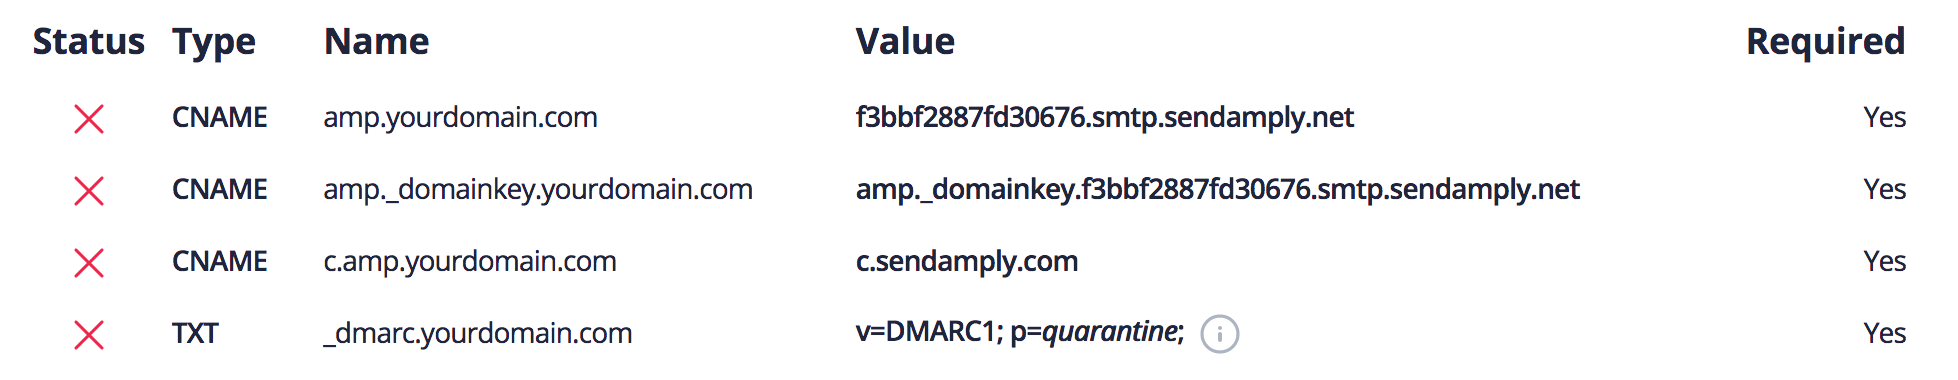 Status Type Name Value Required
CNAME amp.yourdomain.com f3bbf2887fd30676.smtp.sendamply.net Yes
CNAME amp._domainkey.yourdomain.com amp._domainkey.f3bbf2887fd30676.smtp.sendamply.net Yes
CNAME c.amp.yourdomain.com c.sendamply.com Yes
TXT _dmarc.yourdomain.com v=DMARC1; p=quarantine; Yes